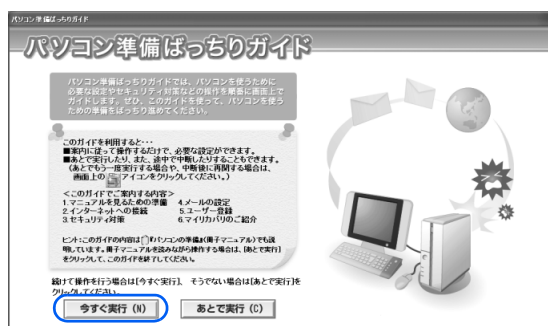 パソコン準備ばっちりガイド
パソコン準備ばっちりガイド
パソコン準備ばっちりガイドでは、パソコンを使うために
必要な設定やセキュリティ対策などの操作を順番に画面上で
ガイドします。ぜひ、このガイドを使って、パソコンを使う
ための準備をばっちり進めてください。
このガイドを利用すると・・・
■案内に従って操作するだけで、必要な設定ができます。
■あとで実行したり、また、途中で中断したりすることもできます。
(あとでもう一度実行する場合や、中断後に再開する場合は、
画面上の アイコンをクリックしてください。)
<このガイドでご案内する内容>
1.マニュアルを見るための準備 4.メールの設定
2.インターネットへの接続 5.ユーザー登録
3.セキュリティ対策 6.マイリカバリのご紹介
ヒント:このガイドの内容は『パソコンの準備』(冊子マニュアル)でも説
明しています。冊子マニュアルを読みながら操作する場合は、[あとで実行]
をクリックして、このガイドを終了してください。
続けて操作を行う場合は[今すぐ実行]、そうでない場合は[あとで実行]を
クリックしてください。
今すぐ実行 (N) あとで実行 (C)